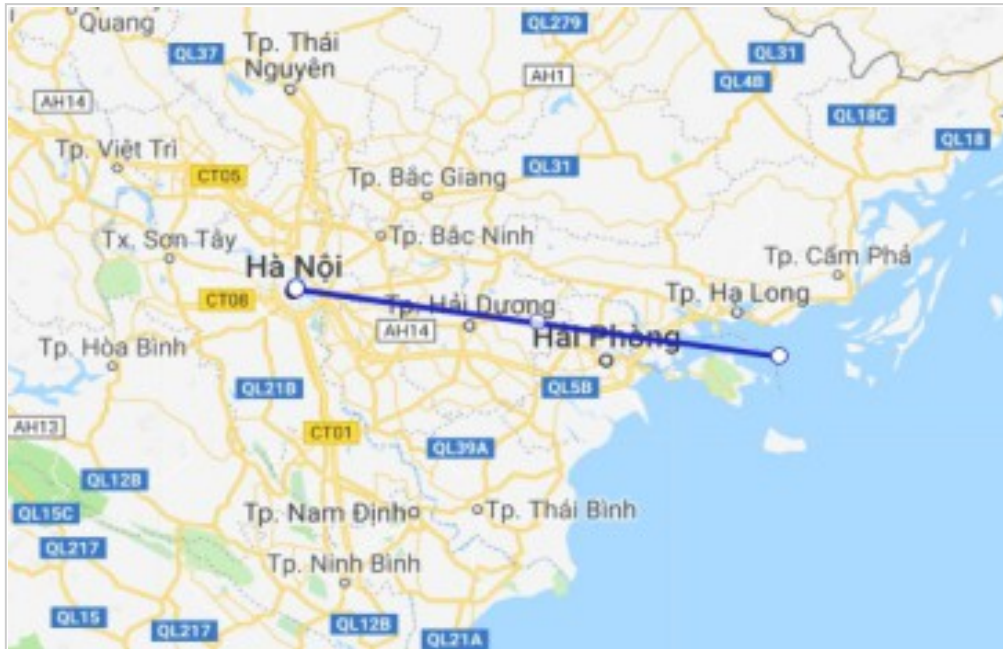 Quang
QL279
QL37
Tp. Thái
Nguyên
QL31
AH1
QL4B
AH14
QL18C
QL18
Tp. Việt Trì
CT05
QL31
Tp. Bắc Giang
Tx. Sơn Tây
Tp. Bắc Ninh
Hà Nội
Tp. Cẩm Phả
CT08
Tp. Hạ Long
Tp. Hải Dương
AH14
Hải Phòng
Tp. Hòa Bình
QL21B
QL5B
AH13
CT01
QL39A
QL12B
QL15C
Tp. Nam Định
Tp. Thái Bình
QL217
Tp. Ninh Bình
QL15
QL217
QL12B
QL21A